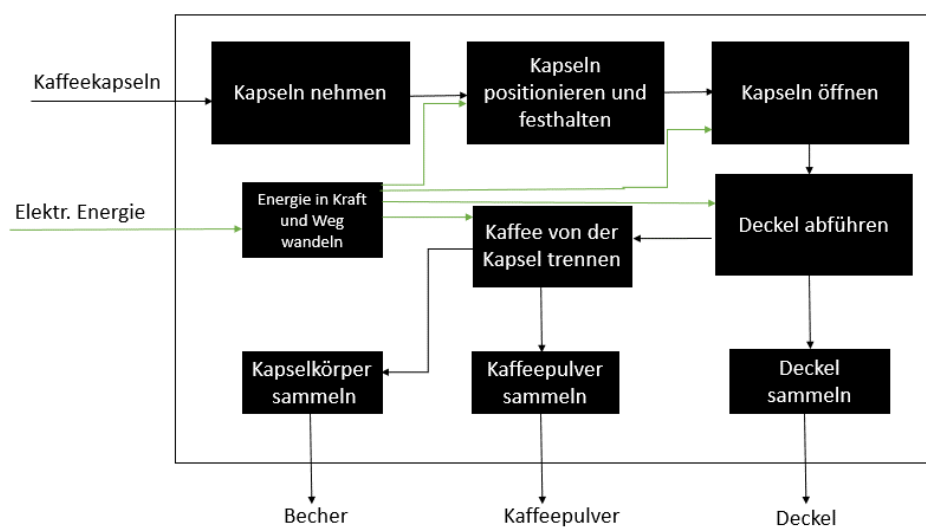 Kaffeekapseln
Kapseln nehmen
Kapseln
positionieren und
festhalten
Kapseln öffnen
Elektr. Energie
Energie in Kraft
und Weg
wandeln
Kaffee von der
Kapsel trennen
Deckel abführen
Kapselkörper
sammeln
Kaffeepulver
sammeln
Deckel
sammeln
Becher
Kaffeepulver
Deckel